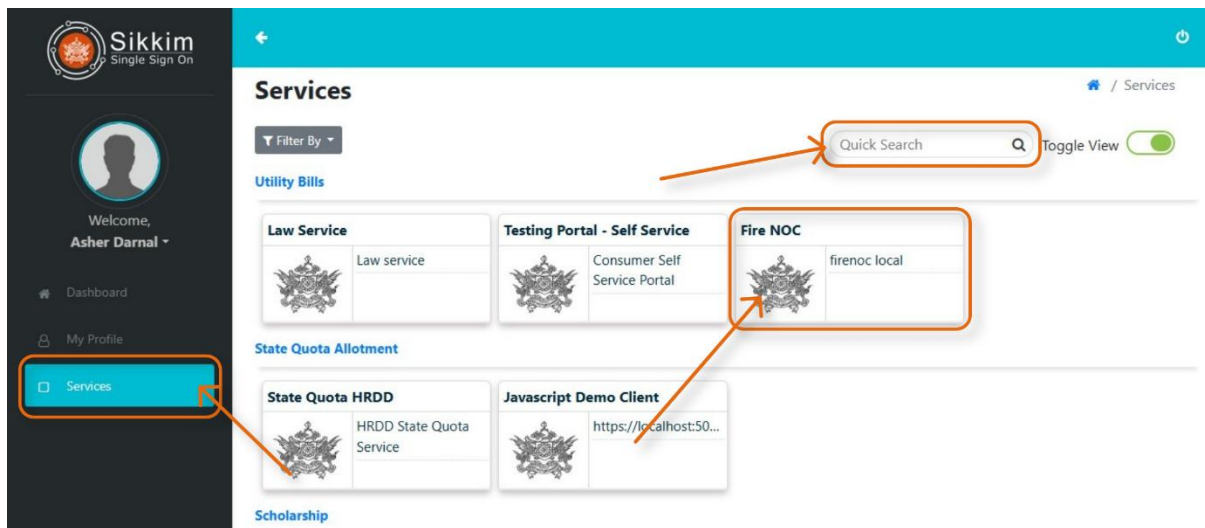 Sikkim
Single Sign On
Welcome,
Asher Darnal
Dashboard
My Profile
Services
Services
/ Services
Filter By
Quick Search
Toggle View
Utility Bills
Law Service
Law service
Testing Portal - Self Service
Consumer Self
Service Portal
Fire NOC
firenoc local
State Quota Allotment
State Quota HRDD
HRDD State Quota
Service
Javascript Demo Client
https://localhost:50...
Scholarship